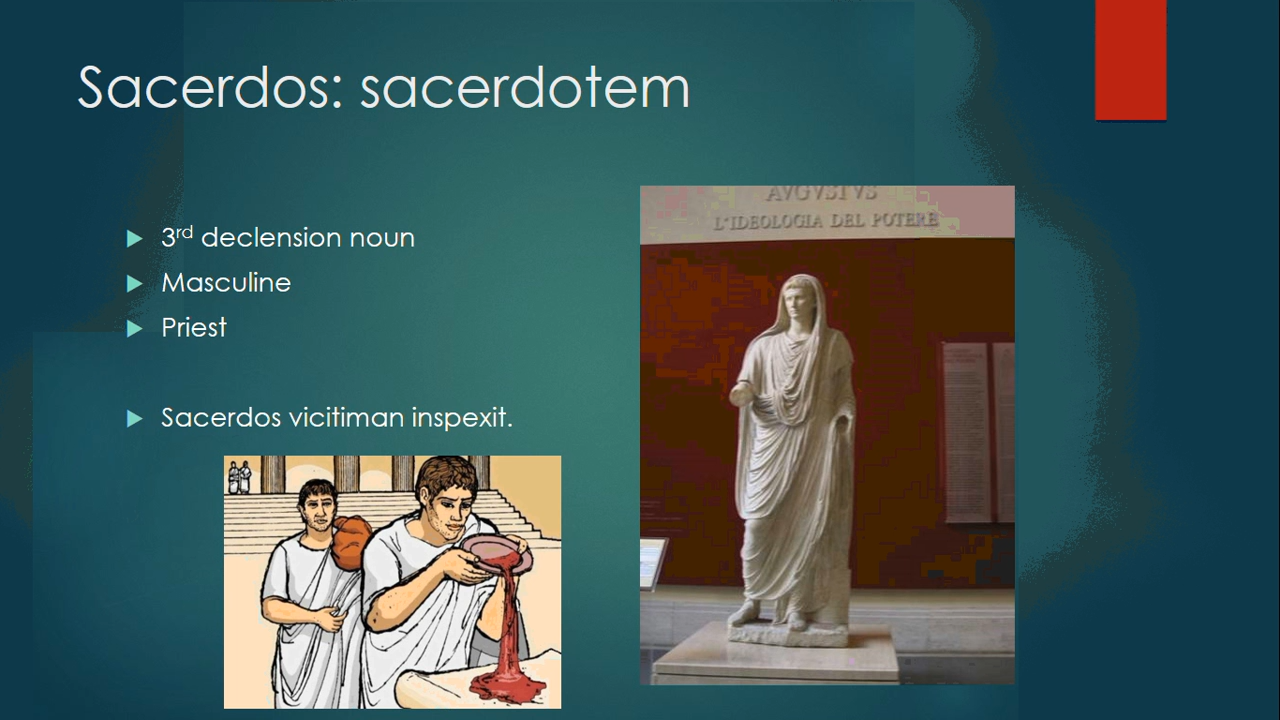 Sacerdos: sacerdotem
3rd declension noun
Masculine
Priest
Sacerdos vicitiman inspexit.
AVGVSTVS
L'IDEOLOGIA DEL POTERE